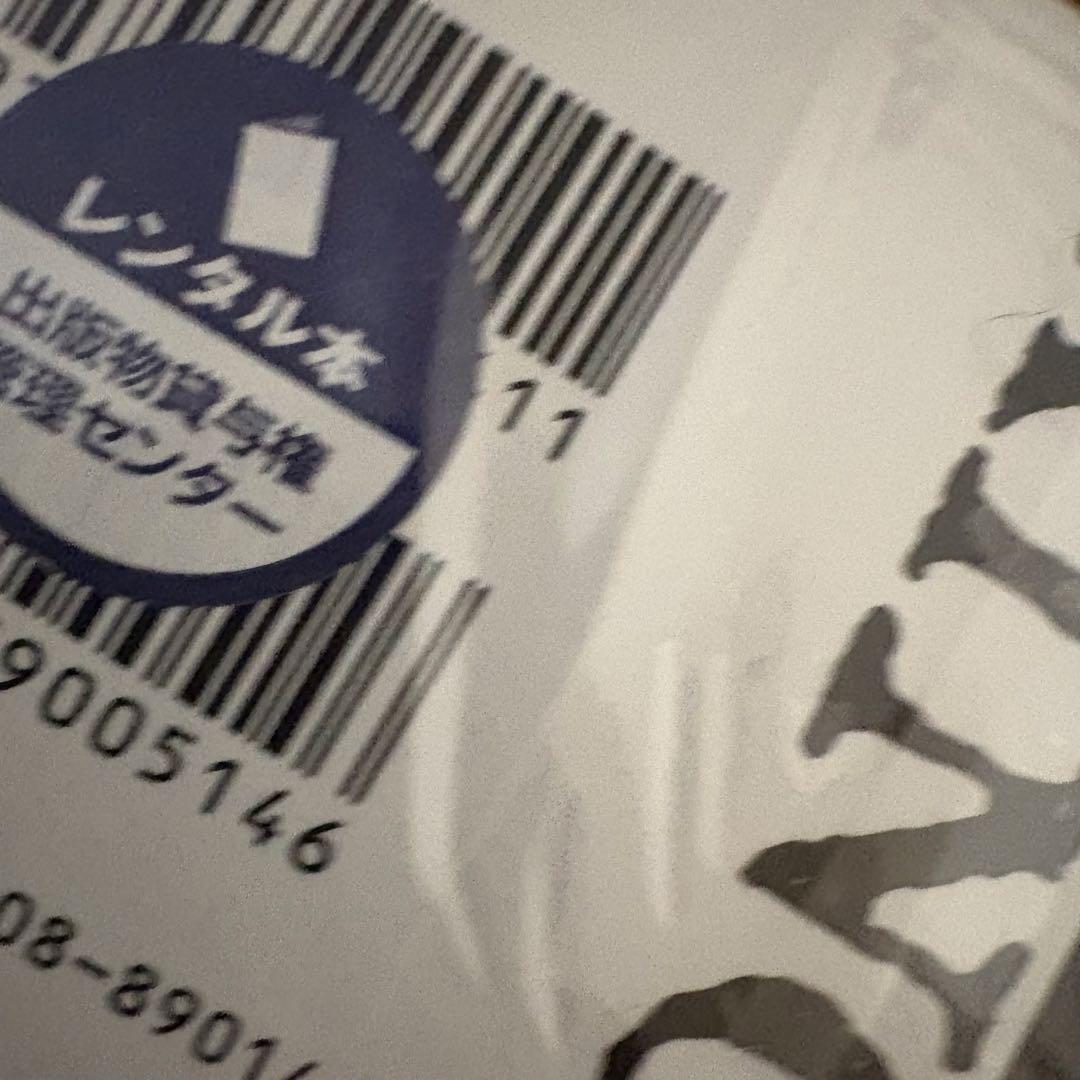 レンタル本
出版物貸与権
管理センター
11
9005146
08-8901